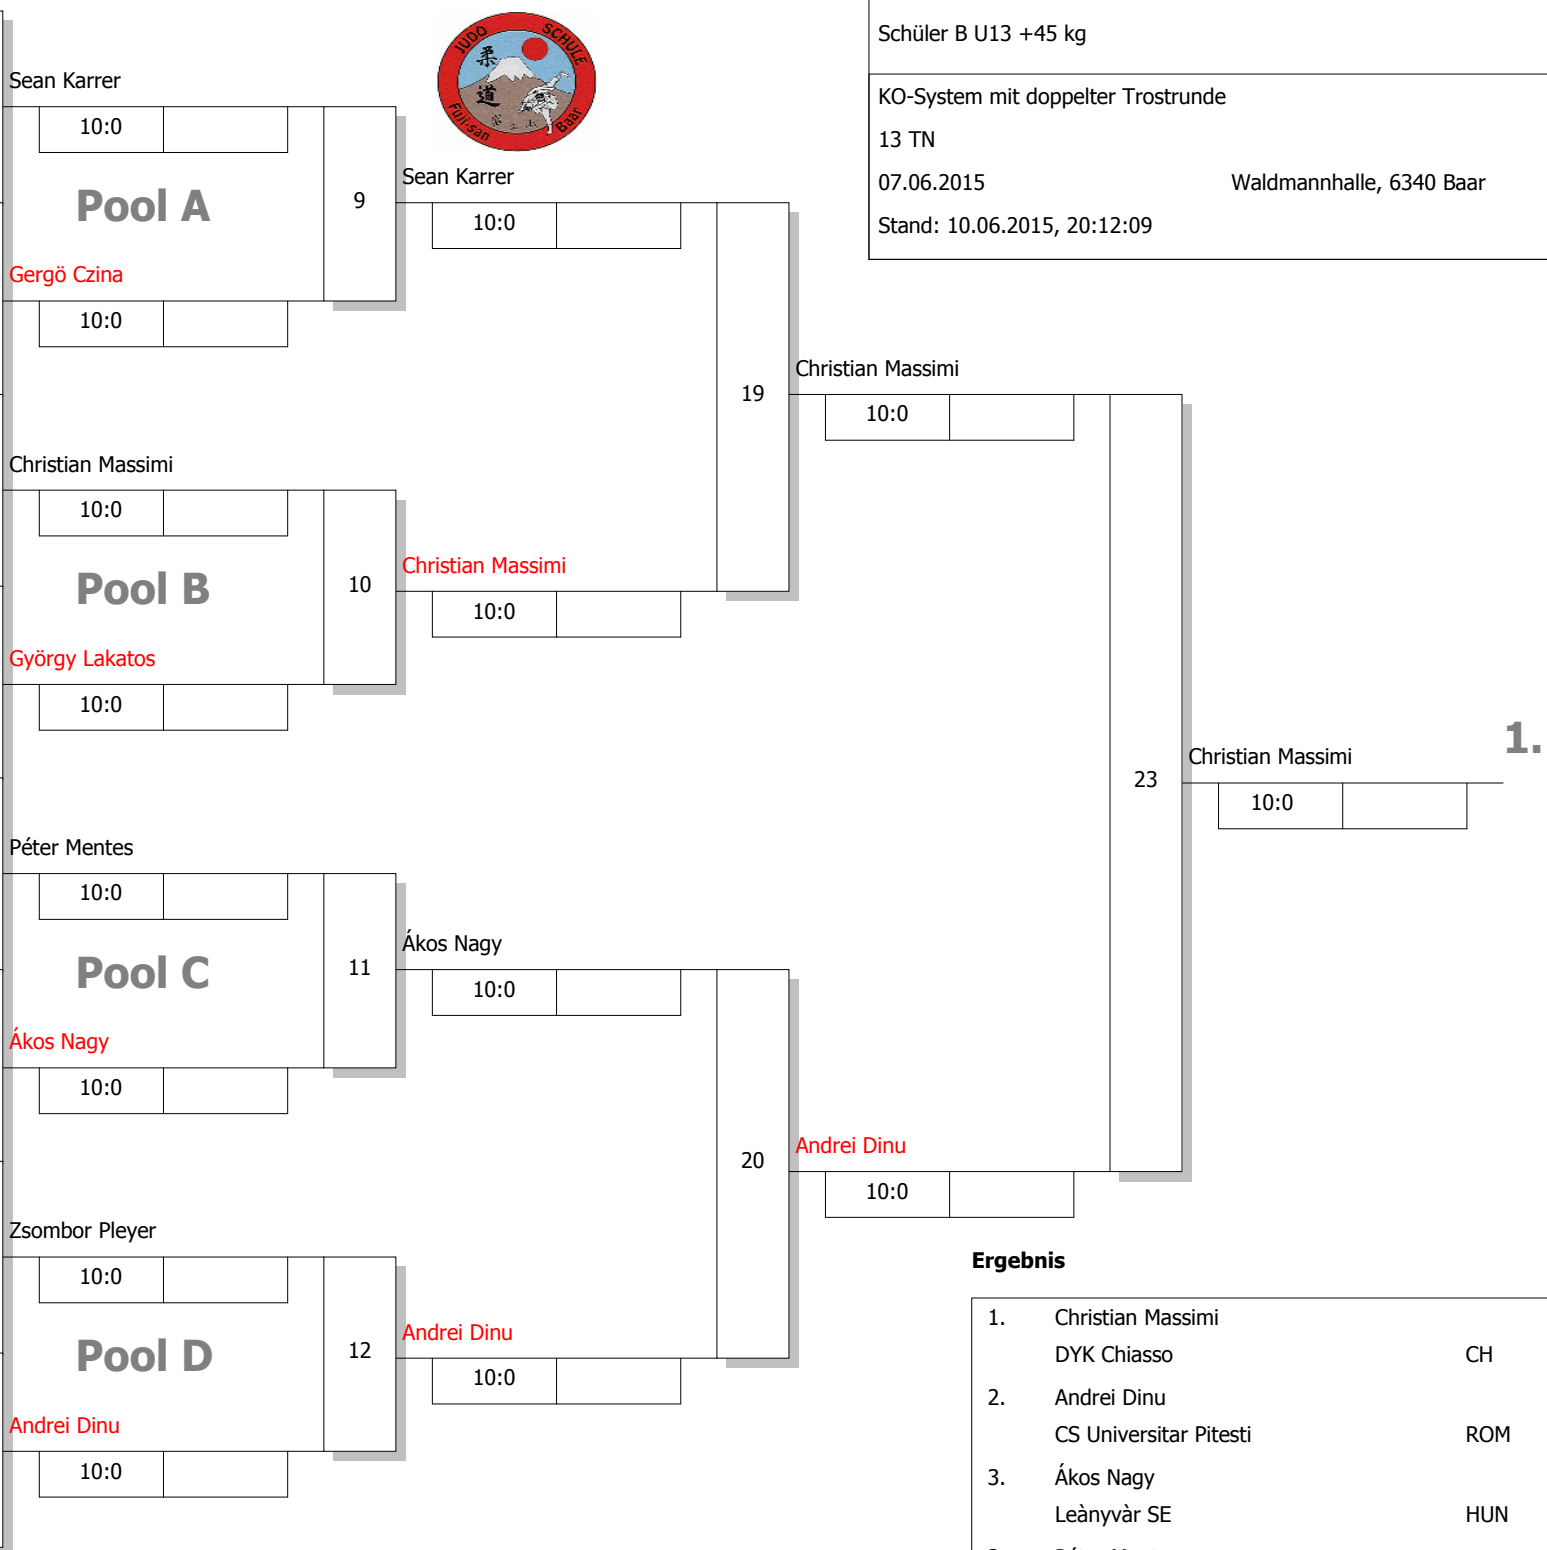 Schüler B U13 +45 kg
KO-System mit doppelter Trostrunde
13 TN
07.06.2015 Waldmannhalle, 6340 Baar
Stand: 10.06.2015, 20:12:09
JUDO SCHULE
柔
道
Fuji-san Baar
Sean Karrer
10:0
Pool A
9
Gergö Czina
10:0
Sean Karrer
10:0
19
Christian Massimi
10:0
Christian Massimi
10:0
Pool B
10
Christian Massimi
10:0
György Lakatos
10:0
1.
23
Christian Massimi
10:0
Péter Mentes
10:0
Pool C
11
Ákos Nagy
10:0
Ákos Nagy
10:0
20
Andrei Dinu
10:0
Zsombor Pleyer
10:0
Pool D
12
Andrei Dinu
10:0
Andrei Dinu
10:0
Ergebnis
1. Christian Massimi
DYK Chiasso CH
2. Andrei Dinu
CS Universitar Pitesti ROM
3. Ákos Nagy
Leànyvàr SE HUN